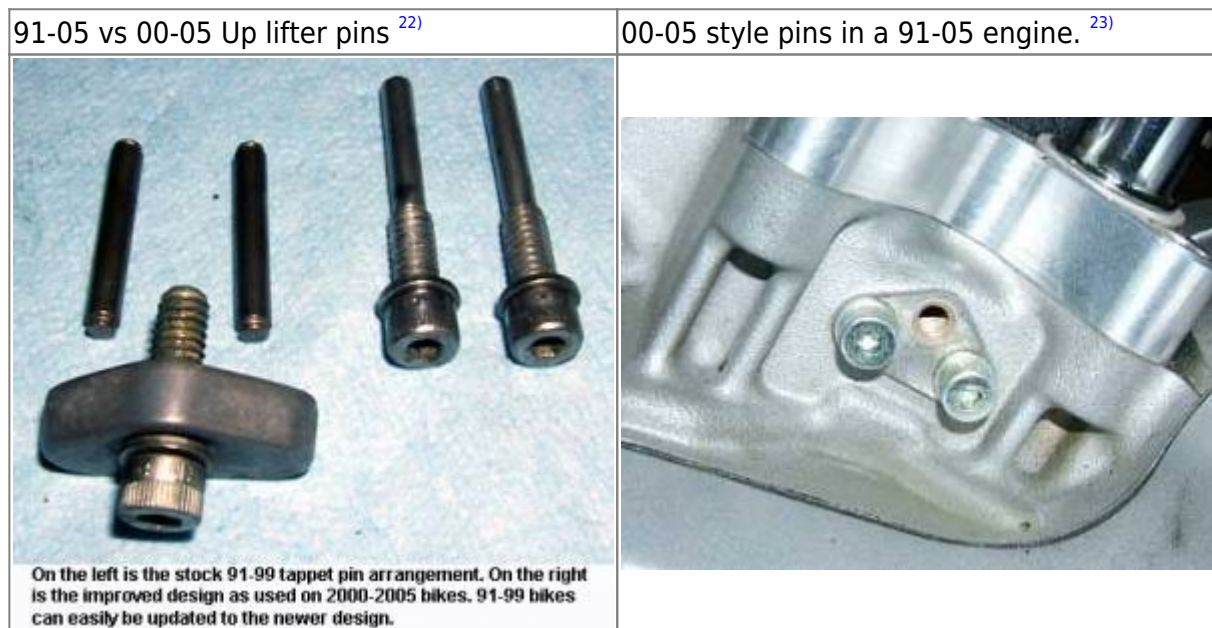 91-05 vs 00-05 Up lifter pins 22)
00-05 style pins in a 91-05 engine. 23)
On the left is the stock 91-99 tappet pin arrangement. On the right
is the improved design as used on 2000-2005 bikes. 91-99 bikes
can easily be updated to the newer design.